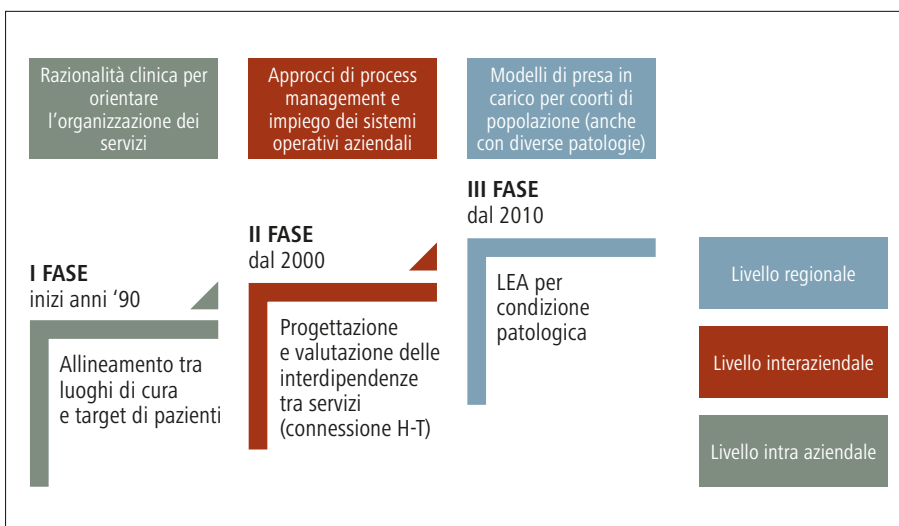 Razionalità clinica per
orientare
l'organizzazione dei
servizi
Approcci di process
management e
impiego dei sistemi
operativi aziendali
Modelli di presa in
carico per coorti di
popolazione (anche
con diverse patologie)
I FASE
inizi anni ‘90
Allineamento tra
luoghi di cura
e target di pazienti
II FASE
dal 2000
Progettazione
e valutazione delle
interdipendenze
tra servizi
(connessione H-T)
III FASE
dal 2010
LEA per
condizione
patologica
Livello regionale
Livello interaziendale
Livello intra aziendale